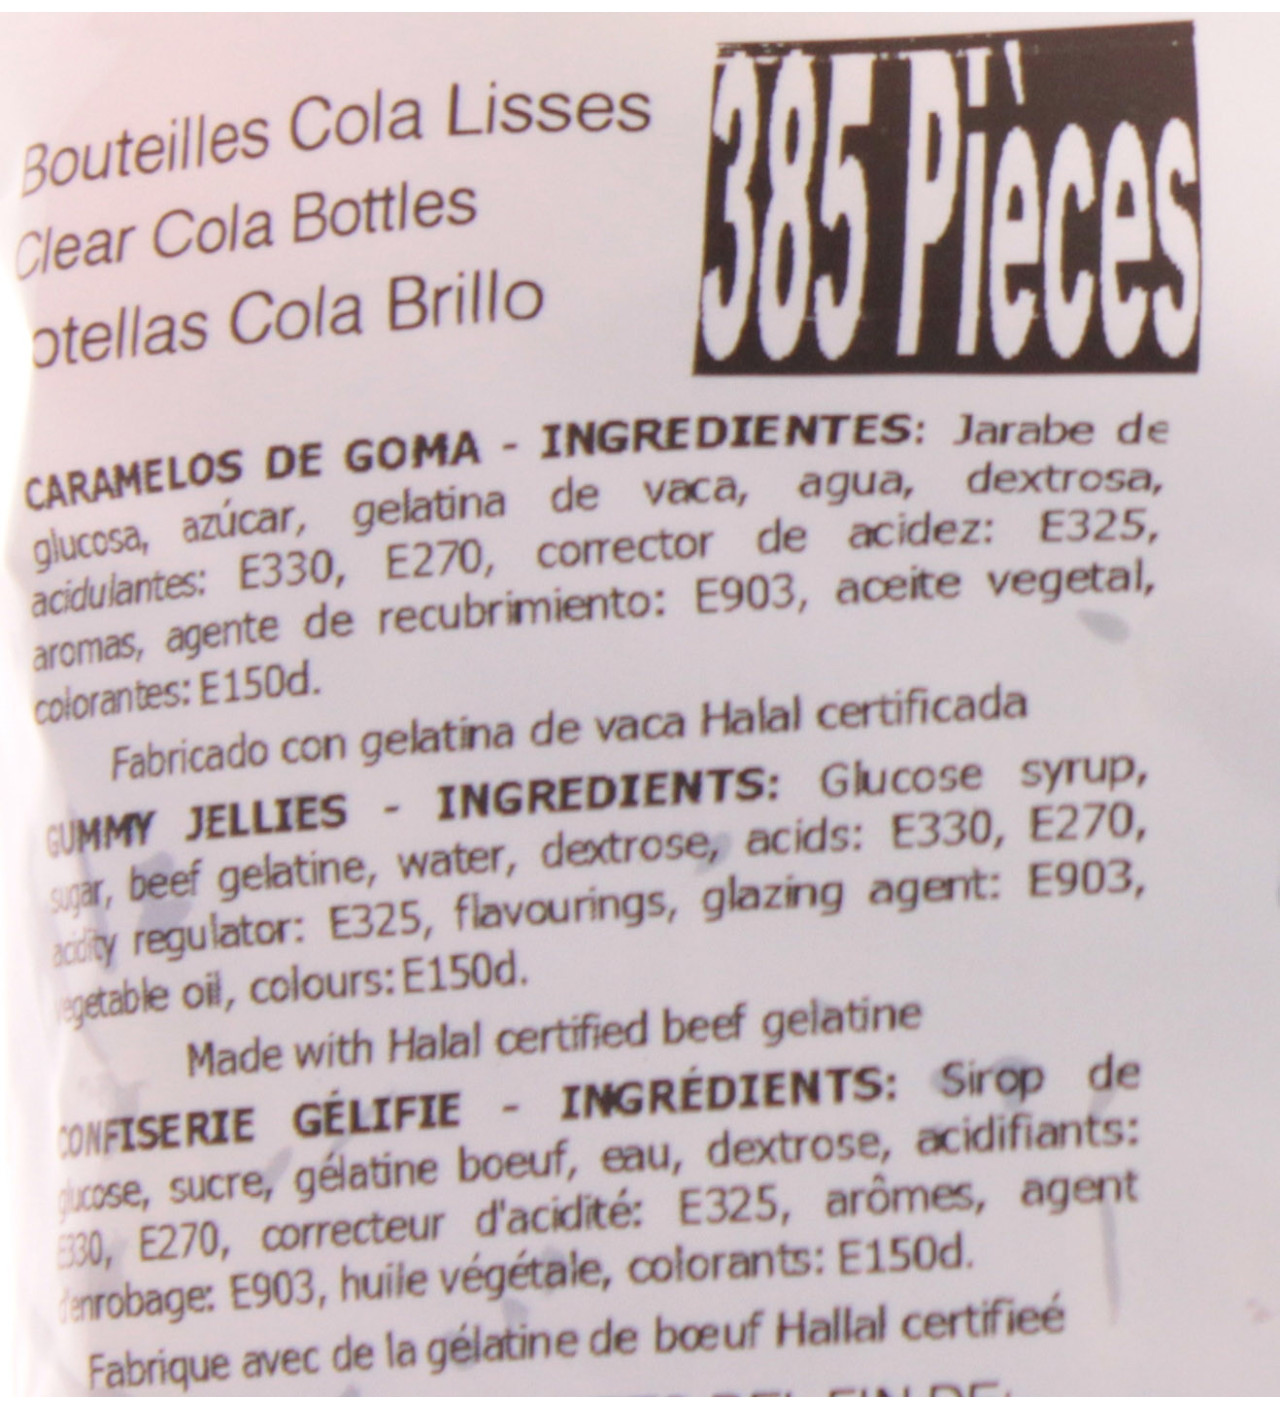 Bouteilles Cola Lisses
Clear Cola Bottles
otellas Cola Brillo
385 Pièces
CARAMELOS DE GOMA - INGREDIENTES: Jarabe de
glucosa, azúcar, gelatina de vaca, agua, dextrosa,
acidulantes: E330, E270, corrector de acidez: E325,
aromas, agente de recubrimiento: E903, aceite vegetal,
colorantes: E150d.
Fabricado con gelatina de vaca Halal certificada
GUMMY JELLIES - INGREDIENTS: Glucose syrup,
sugar, beef gelatine, water, dextrose, acids: E330, E270,
acidity regulator: E325, flavourings, glazing agent: E903,
vegetable oil, colours: E150d.
Made with Halal certified beef gelatine
CONFISERIE GÉLIFIE - INGRÉDIENTS: Sirop de
glucose, sucre, gélatine boeuf, eau, dextrose, acidifiants:
E330, E270, correcteur d'acidité: E325, arômes, agent
d'enrobage: E903, huile végétale, colorants: E150d.
Fabrique avec de la gélatine de bœuf Hallal certifieé